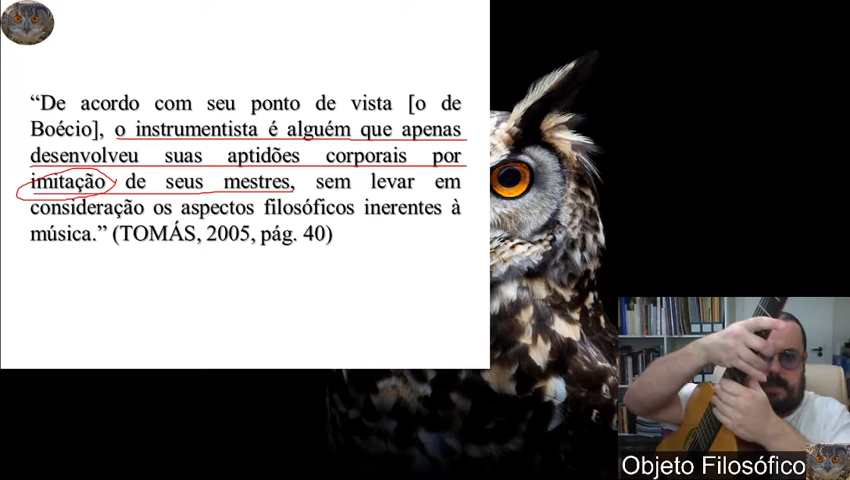 “De acordo com seu ponto de vista [o de
Boécio], o instrumentista é alguém que apenas
desenvolveu suas aptidões corporais por
imitação de seus mestres, sem levar em
consideração os aspectos filosóficos inerentes à
música.” (TOMÁS, 2005, pág. 40)
Objeto Filosófico